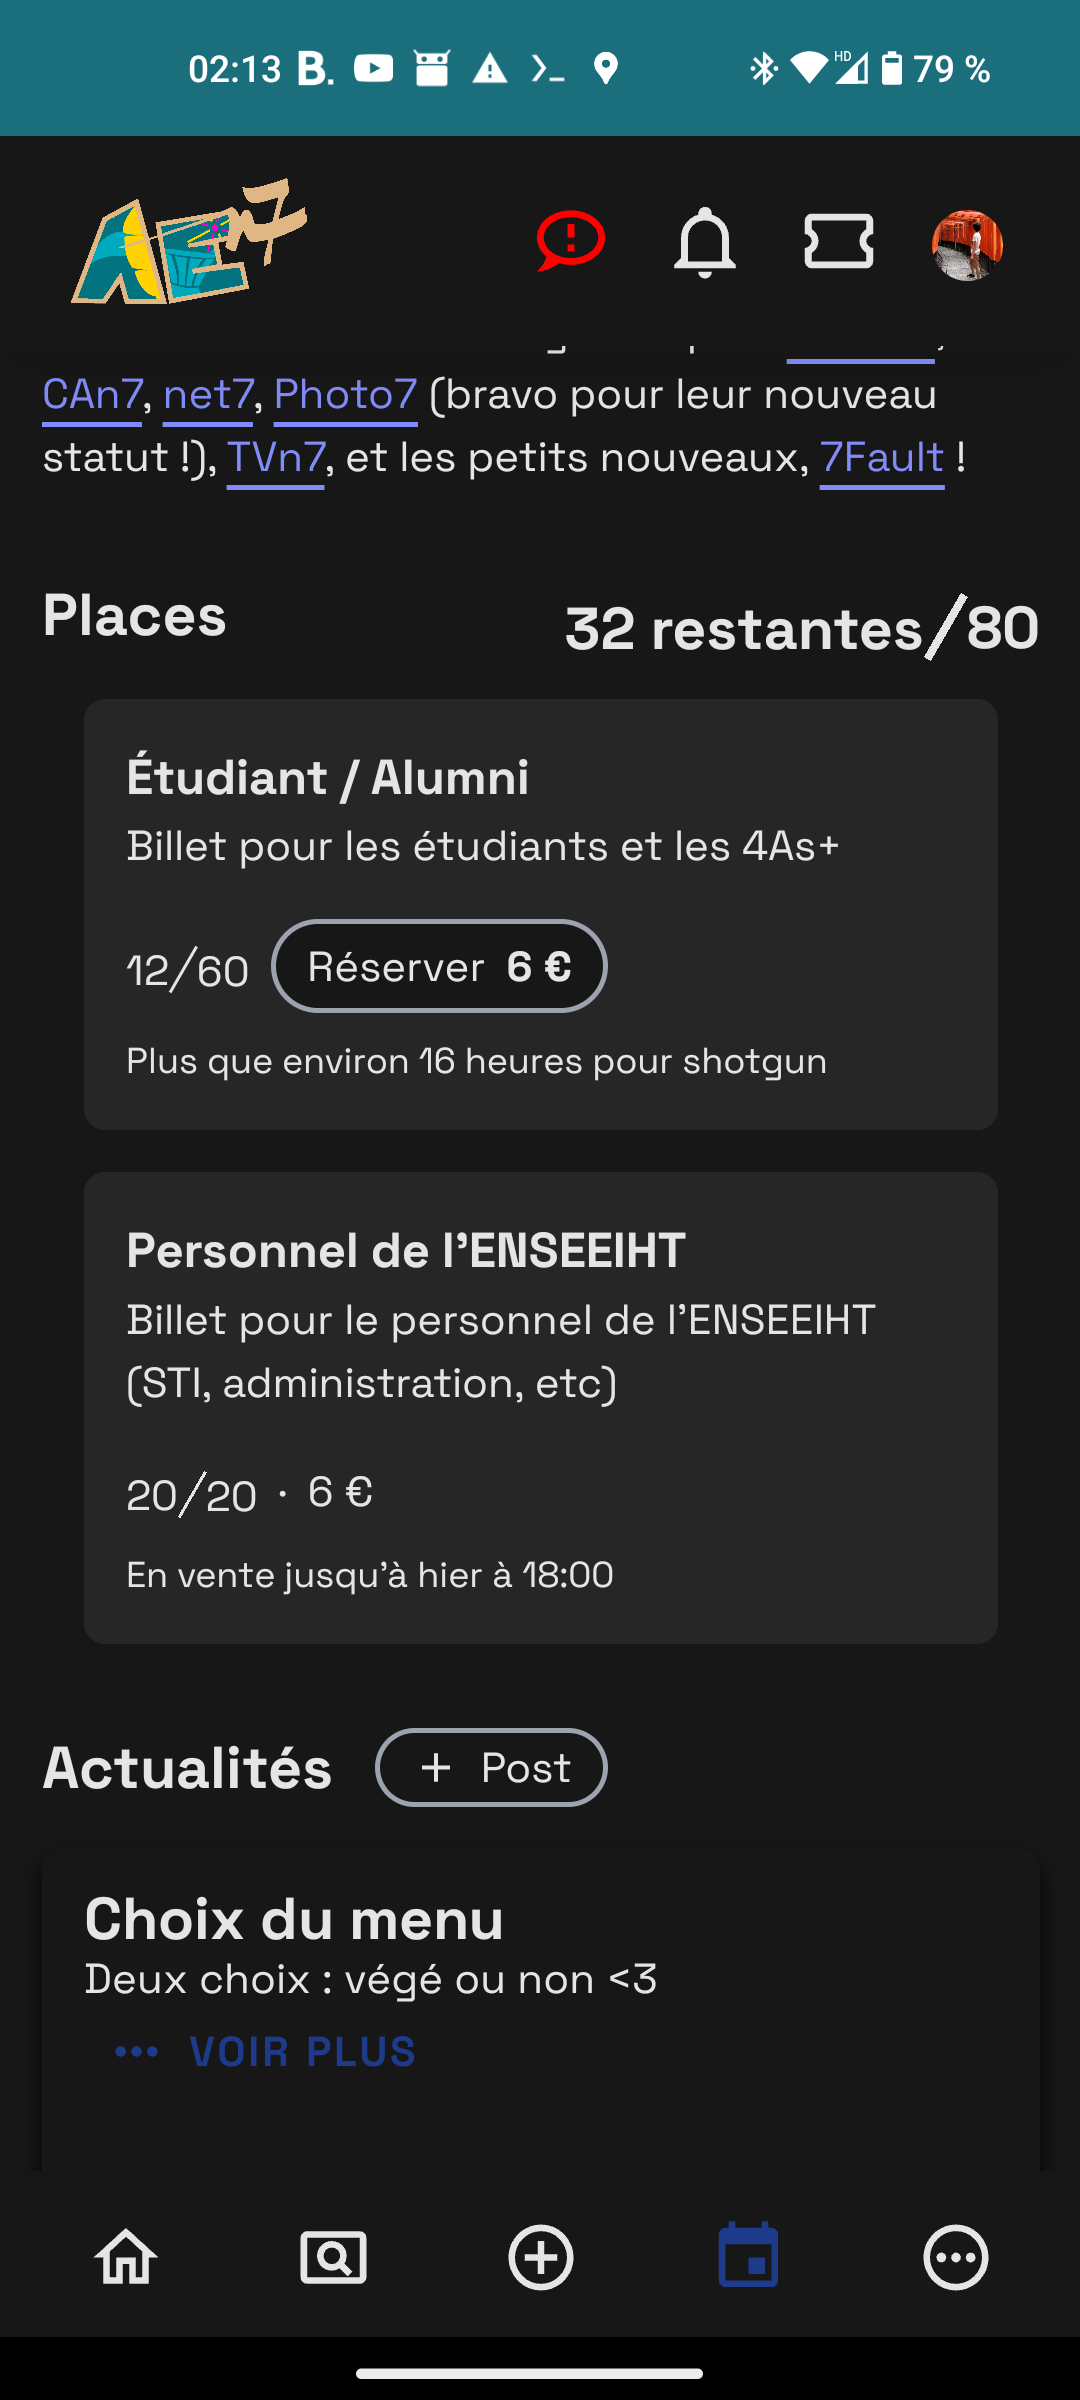 02:13 B. 79 %
AEn7
CAn7, net7, Photo7 (bravo pour leur nouveau
statut !), TVn7, et les petits nouveaux, 7Fault !
Places
32 restantes/80
Étudiant / Alumni
Billet pour les étudiants et les 4As+
12/60 Réserver 6 €
Plus que environ 16 heures pour shotgun
Personnel de l'ENSEEIHT
Billet pour le personnel de l'ENSEEIHT
(STI, administration, etc)
20/20 · 6 €
En vente jusqu'à hier à 18:00
Actualités + Post
Choix du menu
Deux choix : végé ou non <3
••• VOIR PLUS